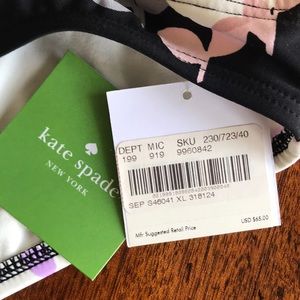 kate spade
NEW YORK
DEPT MIC SKU 230/723/40
199 919 9960842
SEP S46041 XL 318124
Mfr Suggested Retail Price
USD $65.00